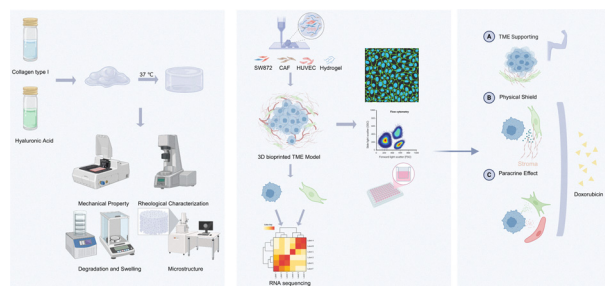 Collagen type I
37 ℃
Hyaluronic Acid
Mechanical Property
Rheological Characterization
Degradation and Swelling
Microstructure
SW872
CAF
HUVEC
Hydrogel
3D bioprinted TME Model
RNA sequencing
A
TME Supporting
B
Physical Shield
Stroma
C
Paracrine Effect
Doxorubicin